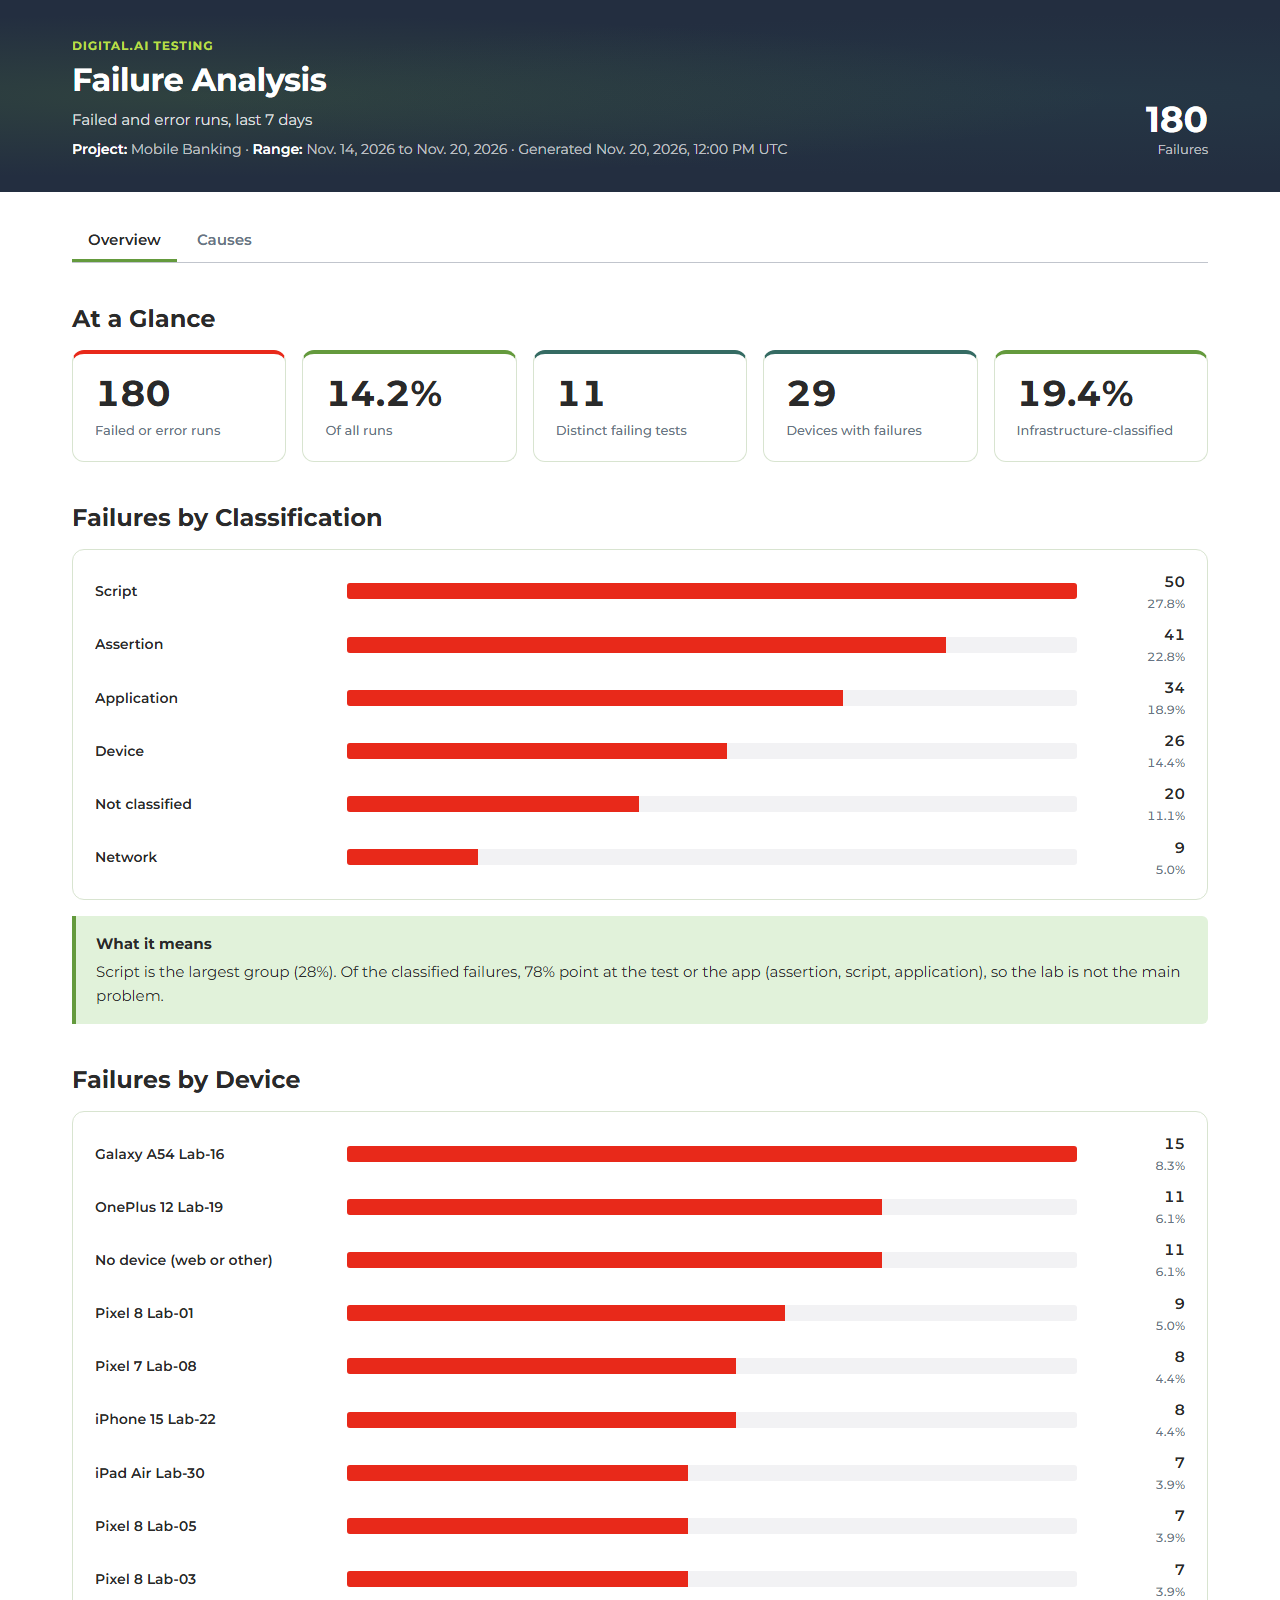 DIGITAL.AI TESTING
Failure Analysis
Failed and error runs, last 7 days
Project: Mobile Banking · Range: Nov. 14, 2026 to Nov. 20, 2026 · Generated Nov. 20, 2026, 12:00 PM UTC
180
Failures
Overview
Causes
At a Glance
180
Failed or error runs
14.2%
Of all runs
11
Distinct failing tests
29
Devices with failures
19.4%
Infrastructure-classified
Failures by Classification
Script
50
27.8%
Assertion
41
22.8%
Application
34
18.9%
Device
26
14.4%
Not classified
20
11.1%
Network
9
5.0%
What it means
Script is the largest group (28%). Of the classified failures, 78% point at the test or the app (assertion, script, application), so the lab is not the main
problem.
Failures by Device
Galaxy A54 Lab-16
15
8.3%
OnePlus 12 Lab-19
11
6.1%
No device (web or other)
11
6.1%
Pixel 8 Lab-01
9
5.0%
Pixel 7 Lab-08
8
4.4%
iPhone 15 Lab-22
8
4.4%
iPad Air Lab-30
7
3.9%
Pixel 8 Lab-05
7
3.9%
Pixel 8 Lab-03
7
3.9%